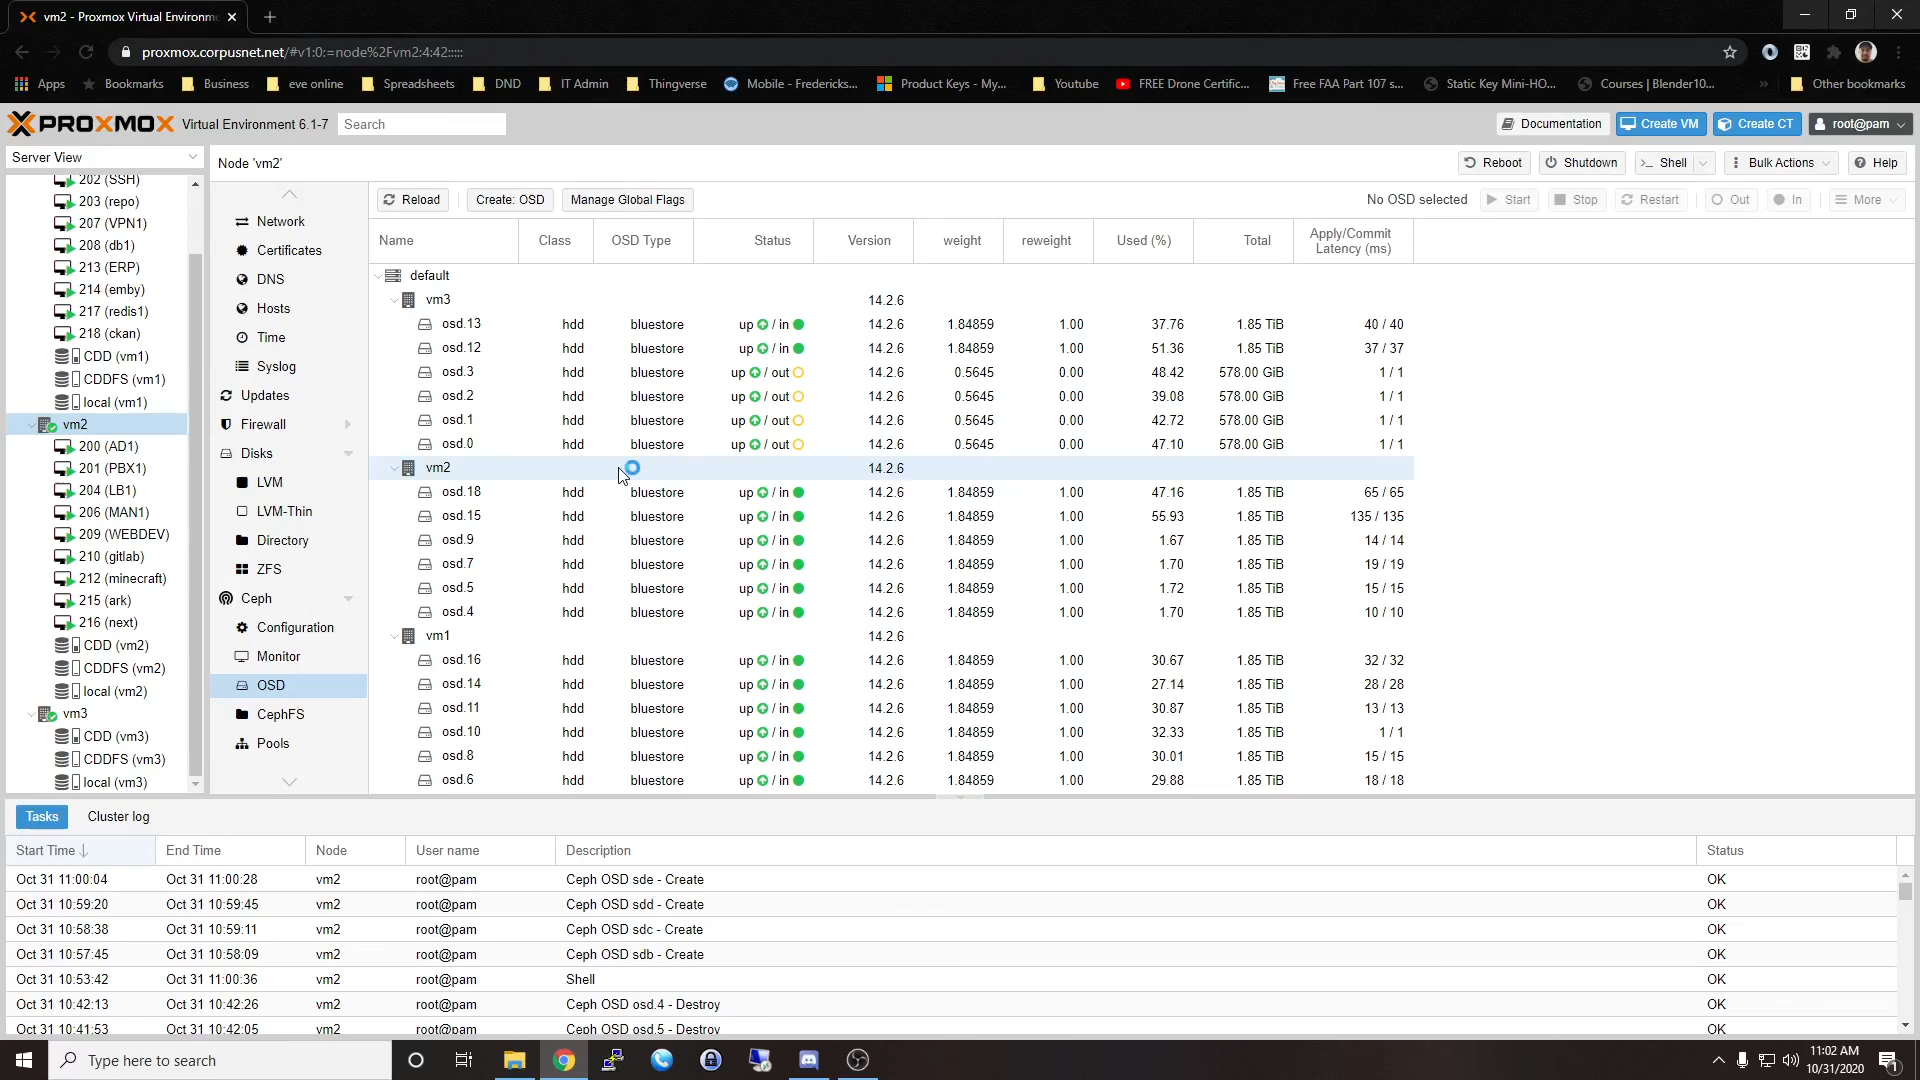 vm2 - Proxmox Virtual Environm
proxmox.corpusnet.net/#v1:0:=node%2Fvm2:4:42:::::
Apps Bookmarks Business eve online Spreadsheets DND IT Admin Thingverse Mobile - Fredericks... Product Keys - My... Youtube FREE Drone Certific... Free FAA Part 107 s... Static Key Mini-HO... Courses | Blender10... » Other bookmarks
PROXMOX Virtual Environment 6.1-7 Search Documentation Create VM Create CT root@pam
Server View
Node 'vm2' Reboot Shutdown >_ Shell Bulk Actions Help
202 (SSH)
203 (repo)
207 (VPN1)
208 (db1)
213 (ERP)
214 (emby)
217 (redis1)
218 (ckan)
CDD (vm1)
CDDFS (vm1)
local (vm1)
vm2
200 (AD1)
201 (PBX1)
204 (LB1)
206 (MAN1)
209 (WEBDEV)
210 (gitlab)
212 (minecraft)
215 (ark)
216 (next)
CDD (vm2)
CDDFS (vm2)
local (vm2)
vm3
CDD (vm3)
CDDFS (vm3)
local (vm3)
Network
Certificates
DNS
Hosts
Time
Syslog
Updates
Firewall
Disks
LVM
LVM-Thin
Directory
ZFS
Ceph
Configuration
Monitor
OSD
CephFS
Pools
Reload Create: OSD Manage Global Flags No OSD selected Start Stop Restart Out In More
Name Class OSD Type Status Version weight reweight Used (%) Total Apply/Commit
Latency (ms)
default
vm3 14.2.6
osd.13 hdd bluestore up / in 14.2.6 1.84859 1.00 37.76 1.85 TiB 40 / 40
osd.12 hdd bluestore up / in 14.2.6 1.84859 1.00 51.36 1.85 TiB 37 / 37
osd.3 hdd bluestore up / out 14.2.6 0.5645 0.00 48.42 578.00 GiB 1 / 1
osd.2 hdd bluestore up / out 14.2.6 0.5645 0.00 39.08 578.00 GiB 1 / 1
osd.1 hdd bluestore up / out 14.2.6 0.5645 0.00 42.72 578.00 GiB 1 / 1
osd.0 hdd bluestore up / out 14.2.6 0.5645 0.00 47.10 578.00 GiB 1 / 1
vm2 14.2.6
osd.18 hdd bluestore up / in 14.2.6 1.84859 1.00 47.16 1.85 TiB 65 / 65
osd.15 hdd bluestore up / in 14.2.6 1.84859 1.00 55.93 1.85 TiB 135 / 135
osd.9 hdd bluestore up / in 14.2.6 1.84859 1.00 1.67 1.85 TiB 14 / 14
osd.7 hdd bluestore up / in 14.2.6 1.84859 1.00 1.70 1.85 TiB 19 / 19
osd.5 hdd bluestore up / in 14.2.6 1.84859 1.00 1.72 1.85 TiB 15 / 15
osd.4 hdd bluestore up / in 14.2.6 1.84859 1.00 1.70 1.85 TiB 10 / 10
vm1 14.2.6
osd.16 hdd bluestore up / in 14.2.6 1.84859 1.00 30.67 1.85 TiB 32 / 32
osd.14 hdd bluestore up / in 14.2.6 1.84859 1.00 27.14 1.85 TiB 28 / 28
osd.11 hdd bluestore up / in 14.2.6 1.84859 1.00 30.87 1.85 TiB 13 / 13
osd.10 hdd bluestore up / in 14.2.6 1.84859 1.00 32.33 1.85 TiB 1 / 1
osd.8 hdd bluestore up / in 14.2.6 1.84859 1.00 30.01 1.85 TiB 15 / 15
osd.6 hdd bluestore up / in 14.2.6 1.84859 1.00 29.88 1.85 TiB 18 / 18
Tasks Cluster log
Start Time End Time Node User name Description Status
Oct 31 11:00:04 Oct 31 11:00:28 vm2 root@pam Ceph OSD sde - Create OK
Oct 31 10:59:20 Oct 31 10:59:45 vm2 root@pam Ceph OSD sdd - Create OK
Oct 31 10:58:38 Oct 31 10:59:11 vm2 root@pam Ceph OSD sdc - Create OK
Oct 31 10:57:45 Oct 31 10:58:09 vm2 root@pam Ceph OSD sdb - Create OK
Oct 31 10:53:42 Oct 31 11:00:36 vm2 root@pam Shell OK
Oct 31 10:42:13 Oct 31 10:42:26 vm2 root@pam Ceph OSD osd.4 - Destroy OK
Oct 31 10:41:53 Oct 31 10:42:05 vm2 root@pam Ceph OSD osd.5 - Destroy OK
Type here to search
11:02 AM
10/31/2020
1